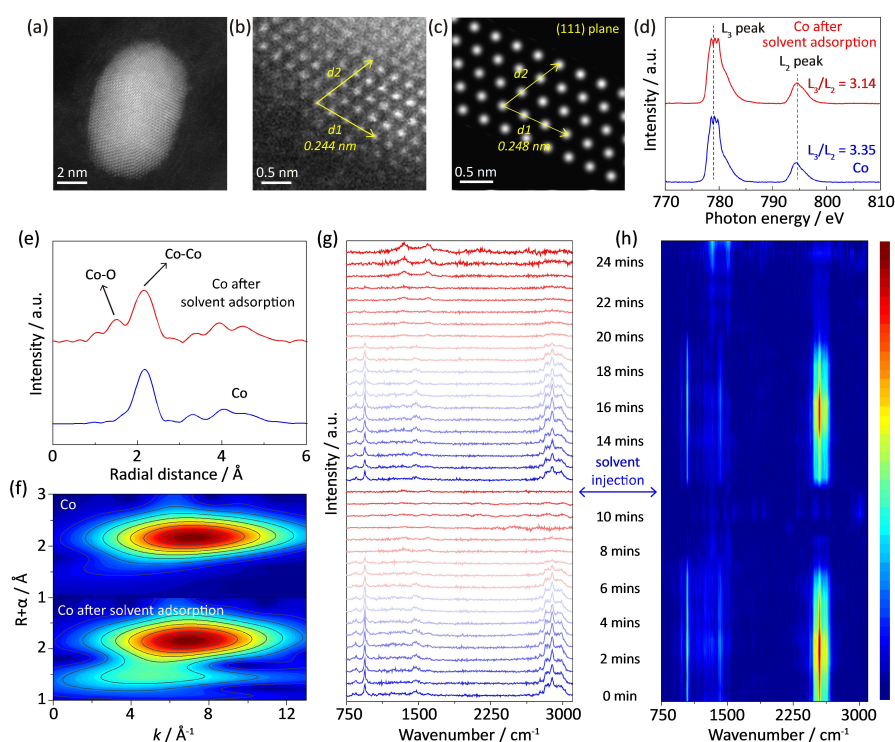 (a)
2 nm
(b)
d2
d1
0.244 nm
0.5 nm
(c)
(111) plane
d2
d1
0.248 nm
0.5 nm
(d)
Intensity / a.u.
L3 peak
Co after
solvent adsorption
L2 peak
L3/L2 = 3.14
L3/L2 = 3.35
Co
770 780 790 800 810
Photon energy / eV
(e)
Intensity / a.u.
Co-O
Co-Co
Co after
solvent adsorption
Co
0 2 4 6
Radial distance / Å
(f)
R+α / Å
3
Co
2
1
Co after solvent adsorption
2
1
0 4 8 12
k / Å-1
(g)
Intensity / a.u.
750 1500 2250 3000
Wavenumber / cm-1
(h)
24 mins
22 mins
20 mins
18 mins
16 mins
14 mins
solvent
injection
10 mins
8 mins
6 mins
4 mins
2 mins
0 min
750 1500 2250 3000
Wavenumber / cm-1